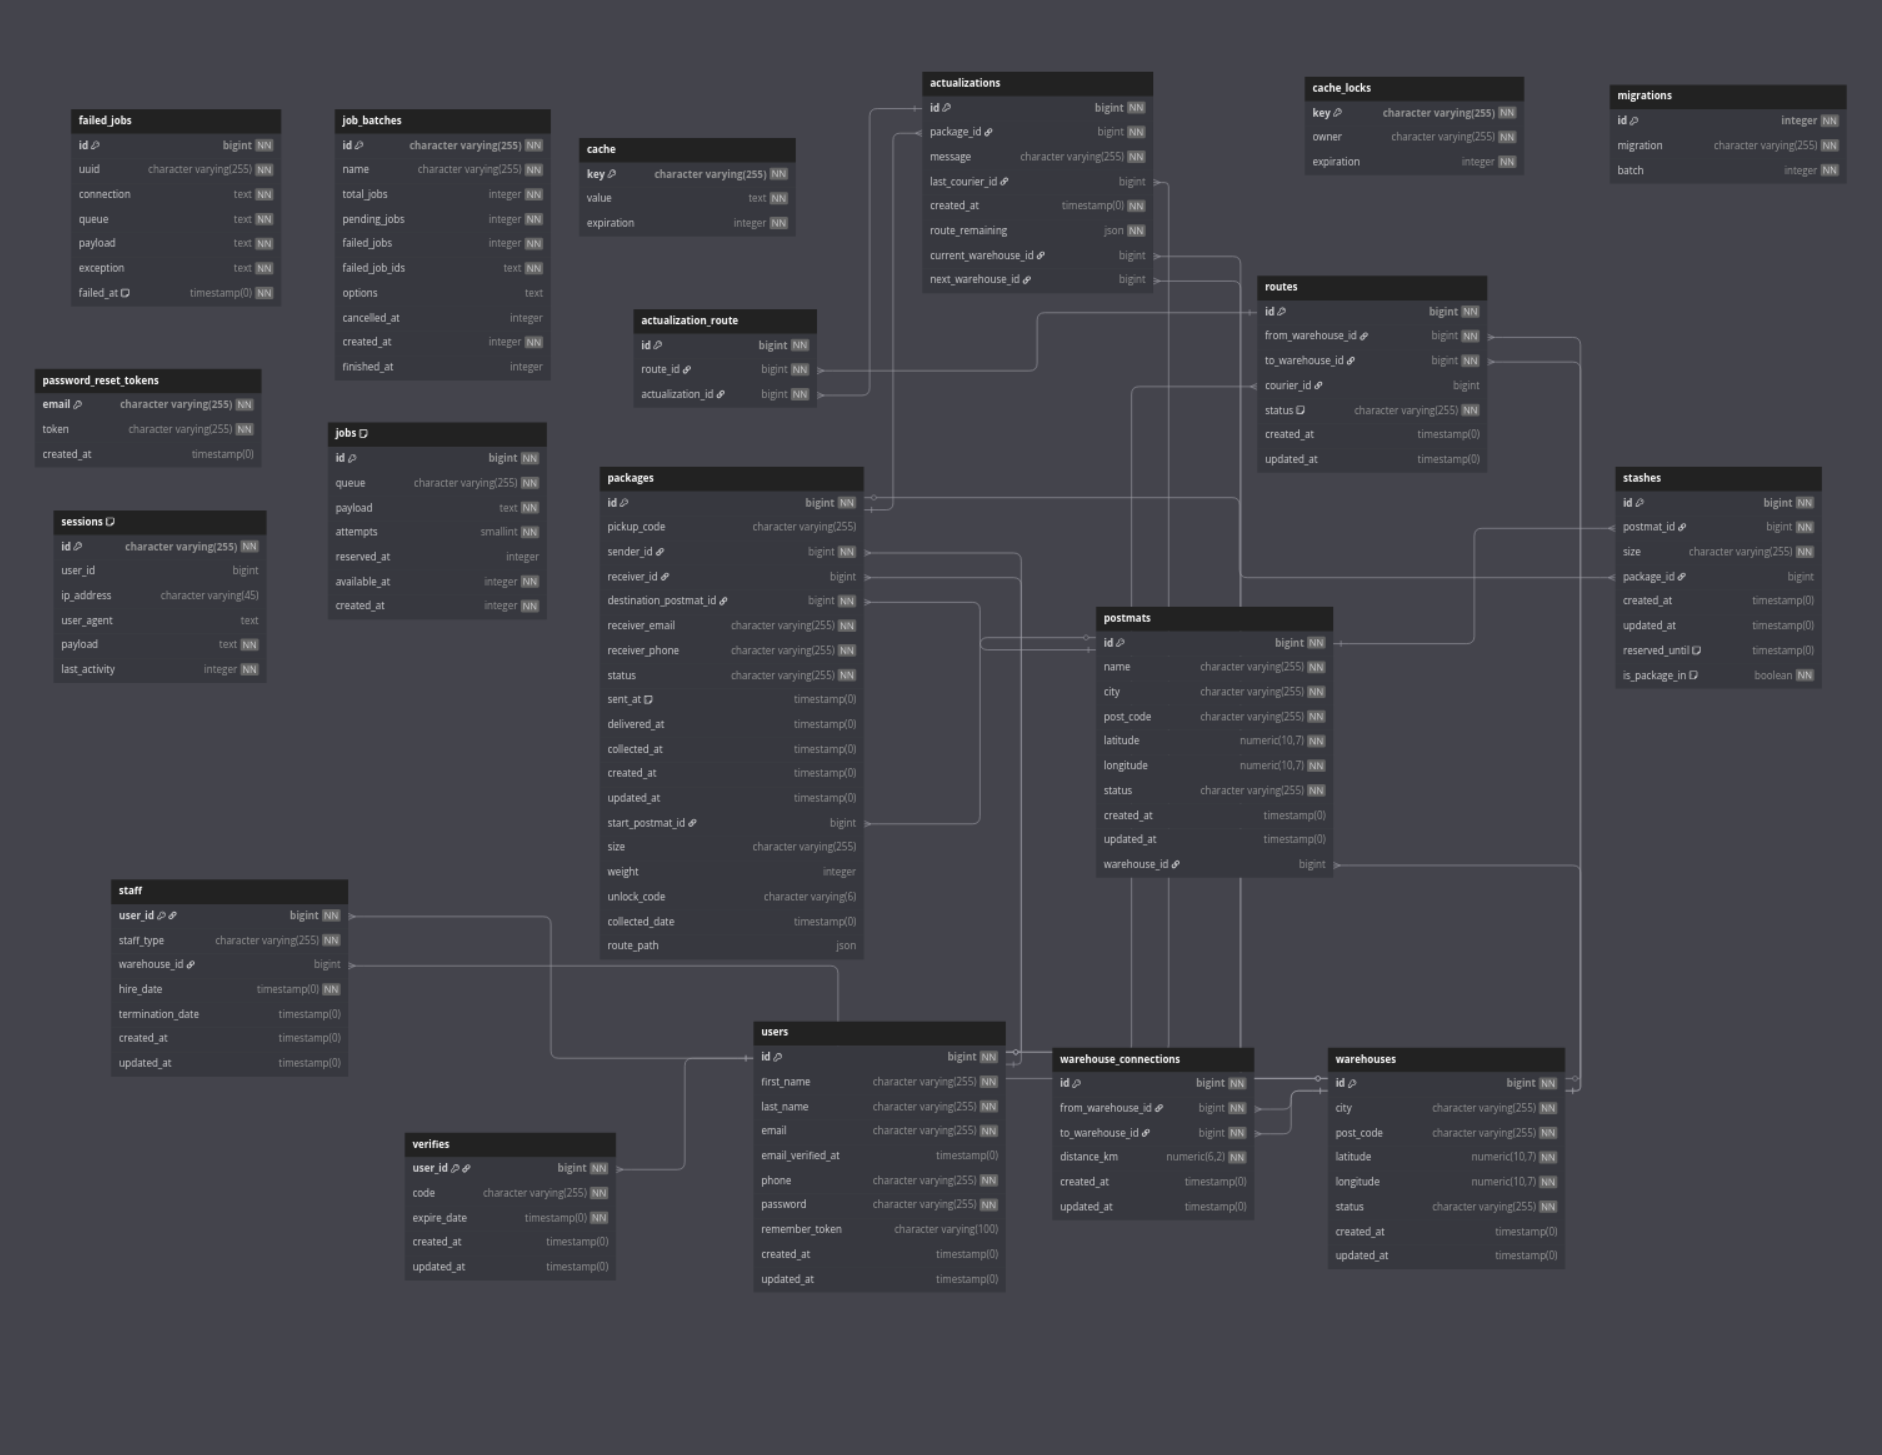 failed_jobs
id bigint NN
uuid character varying(255) NN
connection text NN
queue text NN
payload text NN
exception text NN
failed_at timestamp(0) NN
job_batches
id character varying(255) NN
name character varying(255) NN
total_jobs integer NN
pending_jobs integer NN
failed_jobs integer NN
failed_job_ids text NN
options text
cancelled_at integer
created_at integer NN
finished_at integer
cache
key character varying(255) NN
value text NN
expiration integer NN
actualizations
id bigint NN
package_id bigint NN
message character varying(255) NN
last_courier_id bigint
created_at timestamp(0) NN
route_remaining json NN
current_warehouse_id bigint
next_warehouse_id bigint
cache_locks
key character varying(255) NN
owner character varying(255) NN
expiration integer NN
migrations
id integer NN
migration character varying(255) NN
batch integer NN
actualization_route
id bigint NN
route_id bigint NN
actualization_id bigint NN
routes
id bigint NN
from_warehouse_id bigint NN
to_warehouse_id bigint NN
courier_id bigint
status character varying(255) NN
created_at timestamp(0)
updated_at timestamp(0)
password_reset_tokens
email character varying(255) NN
token character varying(255) NN
created_at timestamp(0)
jobs
id bigint NN
queue character varying(255) NN
payload text NN
attempts smallint NN
reserved_at integer
available_at integer NN
created_at integer NN
sessions
id character varying(255) NN
user_id bigint
ip_address character varying(45)
user_agent text
payload text NN
last_activity integer NN
packages
id bigint NN
pickup_code character varying(255)
sender_id bigint NN
receiver_id bigint
destination_postmat_id bigint NN
receiver_email character varying(255) NN
receiver_phone character varying(255) NN
status character varying(255) NN
sent_at timestamp(0)
delivered_at timestamp(0)
collected_at timestamp(0)
created_at timestamp(0)
updated_at timestamp(0)
start_postmat_id bigint
size character varying(255)
weight integer
unlock_code character varying(6)
collected_date timestamp(0)
route_path json
stashes
id bigint NN
postmat_id bigint NN
size character varying(255) NN
package_id bigint
created_at timestamp(0)
updated_at timestamp(0)
reserved_until timestamp(0)
is_package_in boolean NN
postmats
id bigint NN
name character varying(255) NN
city character varying(255) NN
post_code character varying(255) NN
latitude numeric(10,7) NN
longitude numeric(10,7) NN
status character varying(255) NN
created_at timestamp(0)
updated_at timestamp(0)
warehouse_id bigint
staff
user_id bigint NN
staff_type character varying(255) NN
warehouse_id bigint
hire_date timestamp(0) NN
termination_date timestamp(0)
created_at timestamp(0)
updated_at timestamp(0)
verifies
user_id bigint NN
code character varying(255) NN
expire_date timestamp(0) NN
created_at timestamp(0)
updated_at timestamp(0)
users
id bigint NN
first_name character varying(255) NN
last_name character varying(255) NN
email character varying(255) NN
email_verified_at timestamp(0)
phone character varying(255) NN
password character varying(255) NN
remember_token character varying(100)
created_at timestamp(0)
updated_at timestamp(0)
warehouse_connections
id bigint NN
from_warehouse_id bigint NN
to_warehouse_id bigint NN
distance_km numeric(6,2) NN
created_at timestamp(0)
updated_at timestamp(0)
warehouses
id bigint NN
city character varying(255) NN
post_code character varying(255) NN
latitude numeric(10,7) NN
longitude numeric(10,7) NN
status character varying(255) NN
created_at timestamp(0)
updated_at timestamp(0)